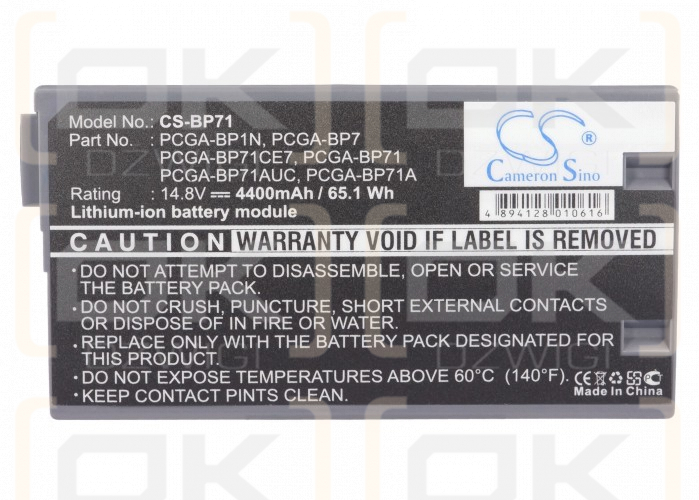 Model No.: CS-BP71
Part No. : PCGA-BP1N, PCGA-BP7
PCGA-BP71CE7, PCGA-BP71
PCGA-BP71AUC, PCGA-BP71A
Rating : 14.8V 4400mAh / 65.1 Wh
Lithium-ion battery module
CS ®
Cameron Sino
4 894128 010616
CAUTION WARRANTY VOID IF LABEL IS REMOVED
•DO NOT ATTEMPT TO DISASSEMBLE, OPEN OR SERVICE
THE BATTERY PACK.
•DO NOT CRUSH, PUNCTURE, SHORT EXTERNAL CONTACTS
OR DISPOSE OF IN FIRE OR WATER.
•REPLACE ONLY WITH THE BATTERY PACK DESIGNATED FOR
THIS PRODUCT.
•DO NOT EXPOSE TEMPERATURES ABOVE 60°C (140°F).
•KEEP CONTACT PINTS CLEAN.
CE
Made In China
OK
DZWIGI